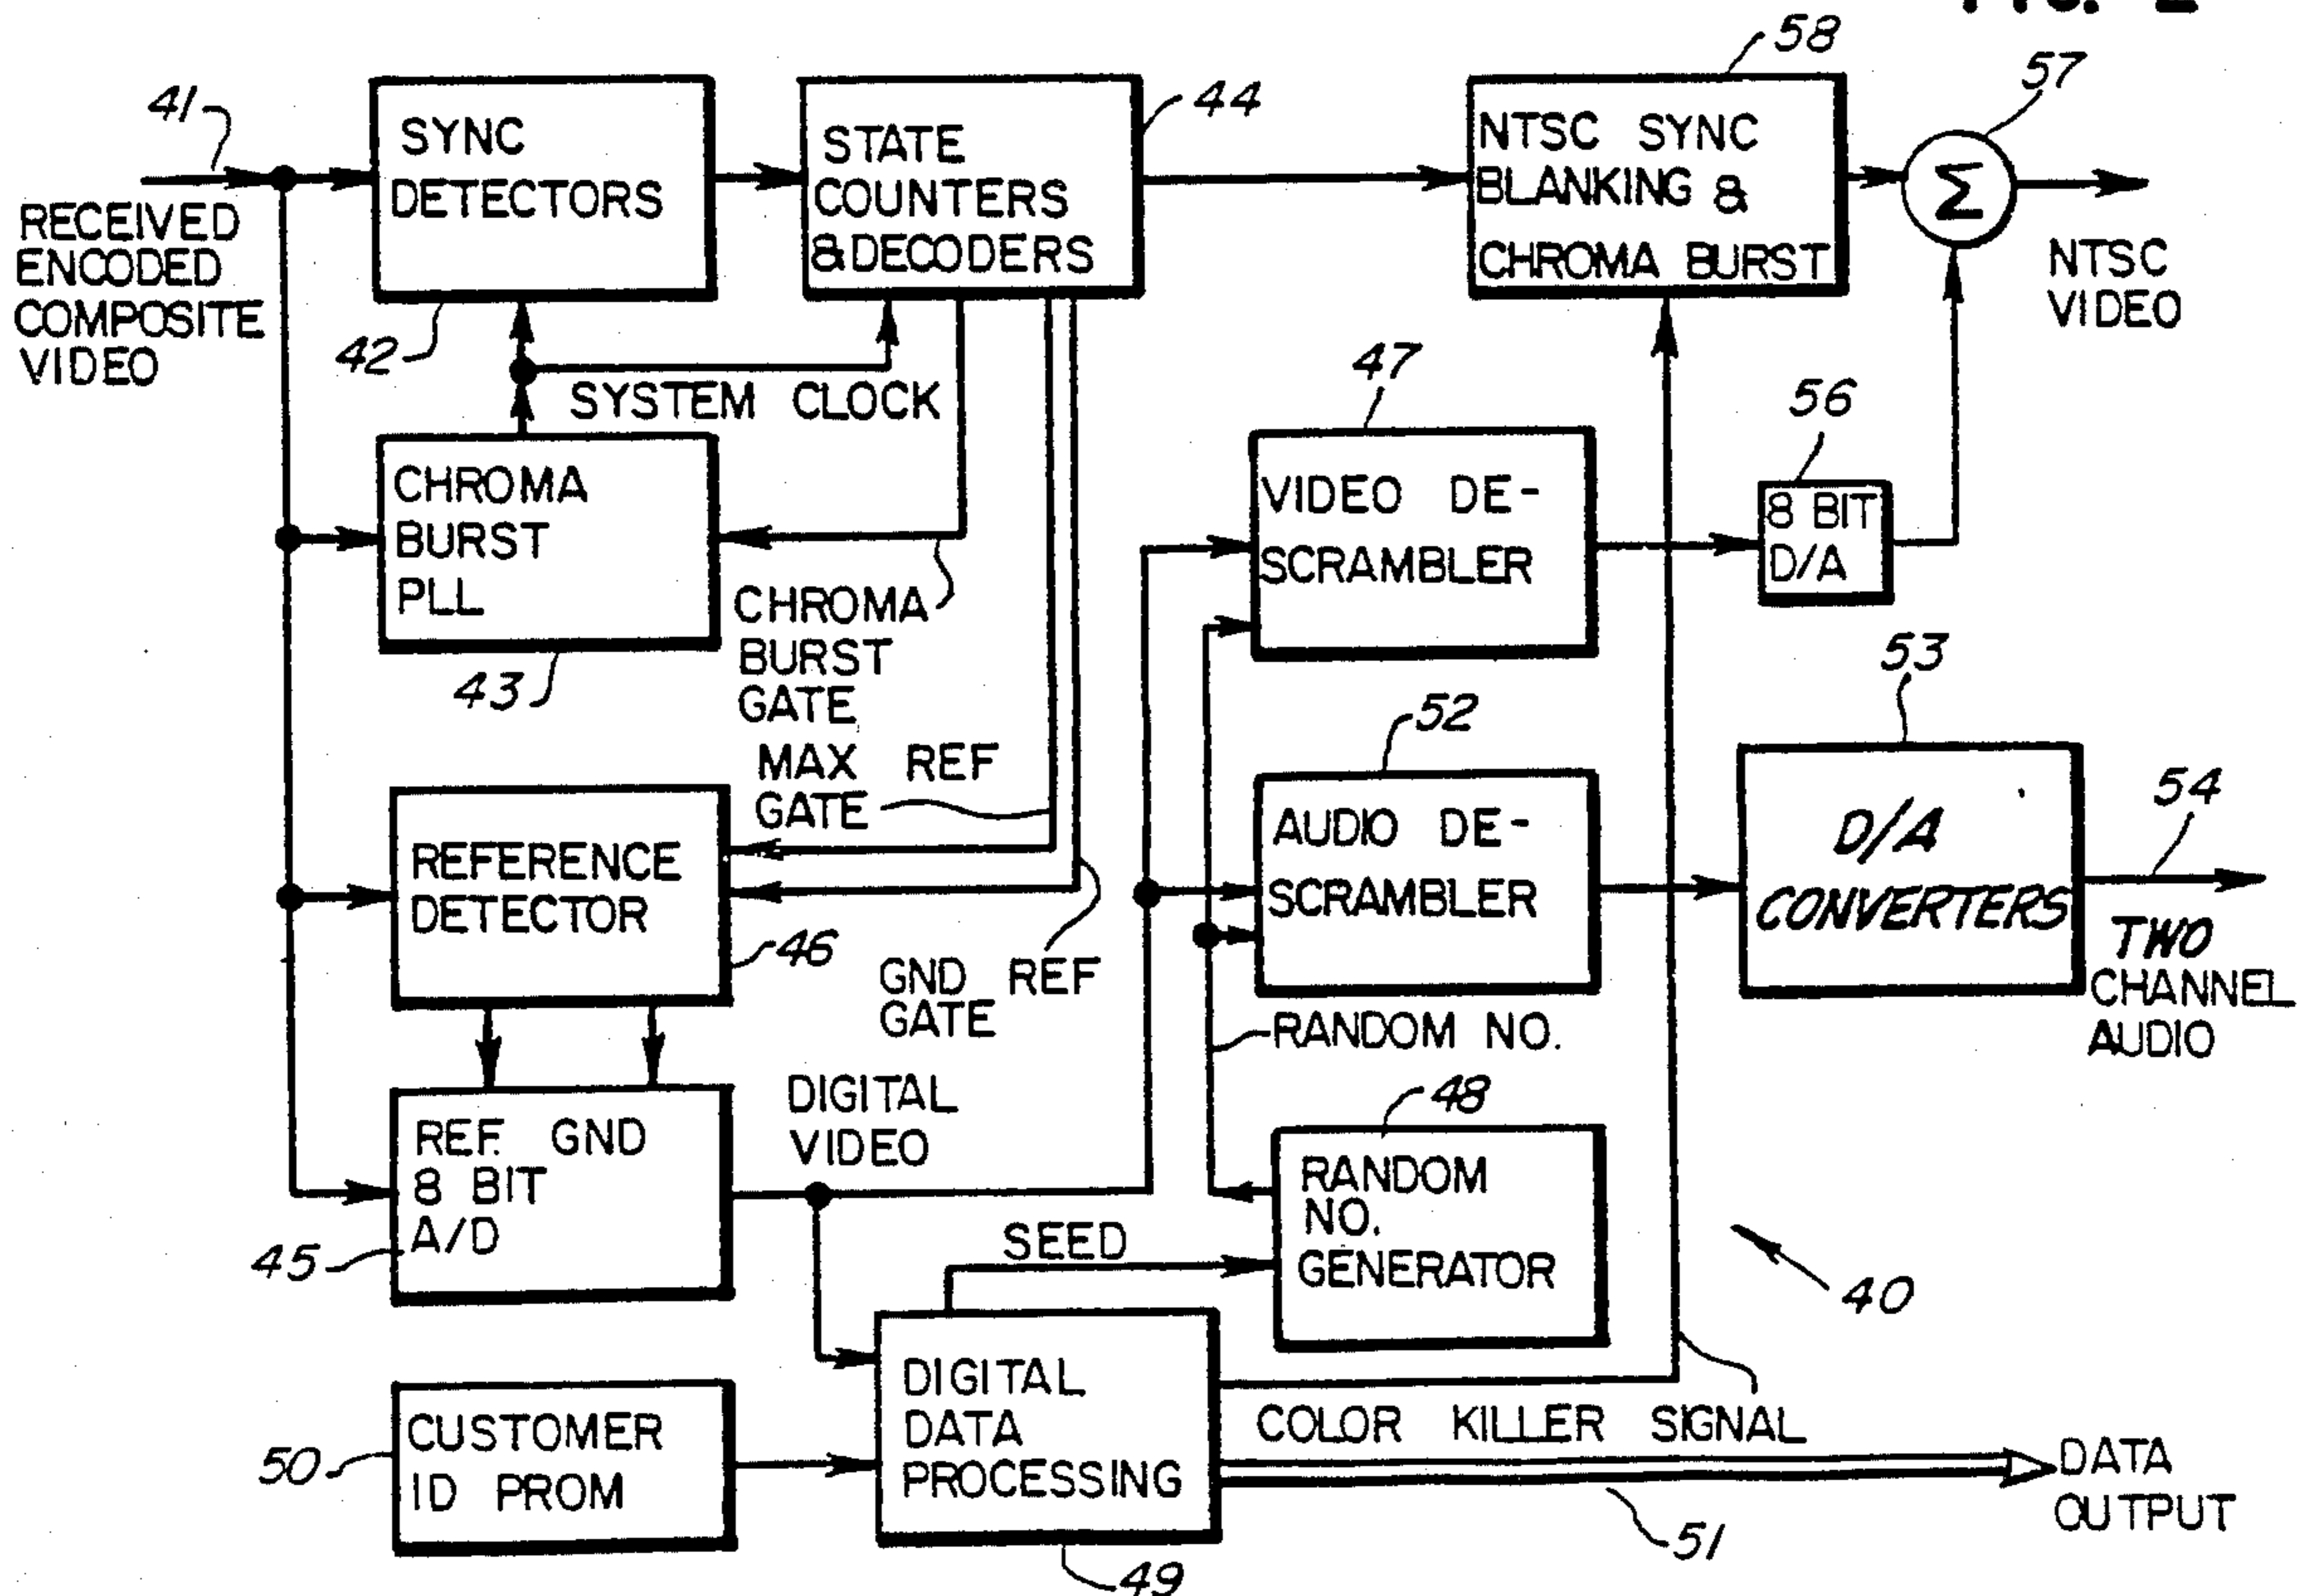 58
57
41
44
SYNC
DETECTORS
STATE
COUNTERS
& DECODERS
NTSC SYNC
BLANKING &
CHROMA BURST
Σ
RECEIVED
ENCODED
COMPOSITE
VIDEO
NTSC
VIDEO
42
SYSTEM CLOCK
47
56
CHROMA
BURST
PLL
VIDEO DE-
SCRAMBLER
8 BIT
D/A
43
CHROMA
BURST
GATE
53
52
MAX REF
GATE
54
REFERENCE
DETECTOR
AUDIO DE-
SCRAMBLER
D/A
CONVERTERS
46
GND REF
GATE
TWO
CHANNEL
AUDIO
RANDOM NO.
DIGITAL
VIDEO
48
REF. GND
8 BIT
A/D
45
RANDOM
NO.
GENERATOR
SEED
40
CUSTOMER
ID PROM
50
DIGITAL
DATA
PROCESSING
COLOR KILLER SIGNAL
DATA
OUTPUT
51
49